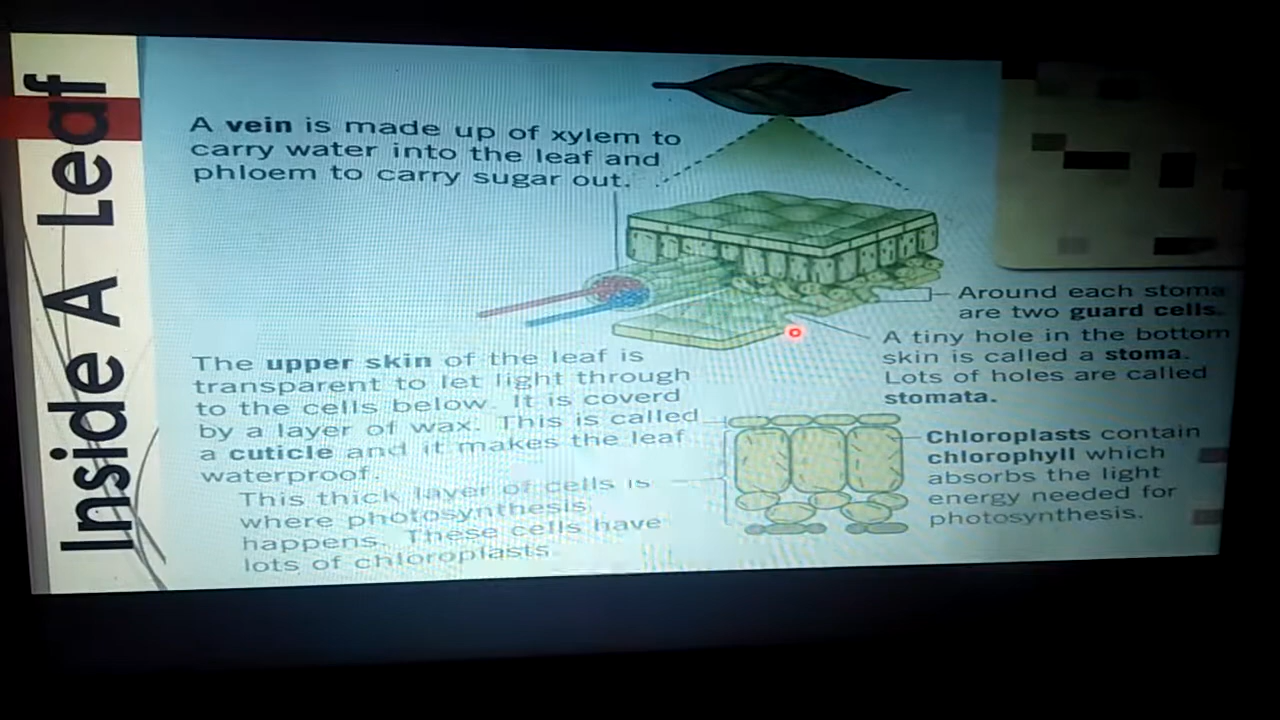 Inside A Leaf
A vein is made up of xylem to
carry water into the leaf and
phloem to carry sugar out.
Around each stoma
are two guard cells.
A tiny hole in the bottom
skin is called a stoma.
Lots of holes are called
stomata.
The upper skin of the leaf is
transparent to let light through
to the cells below. It is coverd
by a layer of wax. This is called
a cuticle and it makes the leaf
waterproof.
This thick layer of cells is
where photosynthesis
happens. These cells have
lots of chloroplasts.
Chloroplasts contain
chlorophyll which
absorbs the light
energy needed for
photosynthesis.